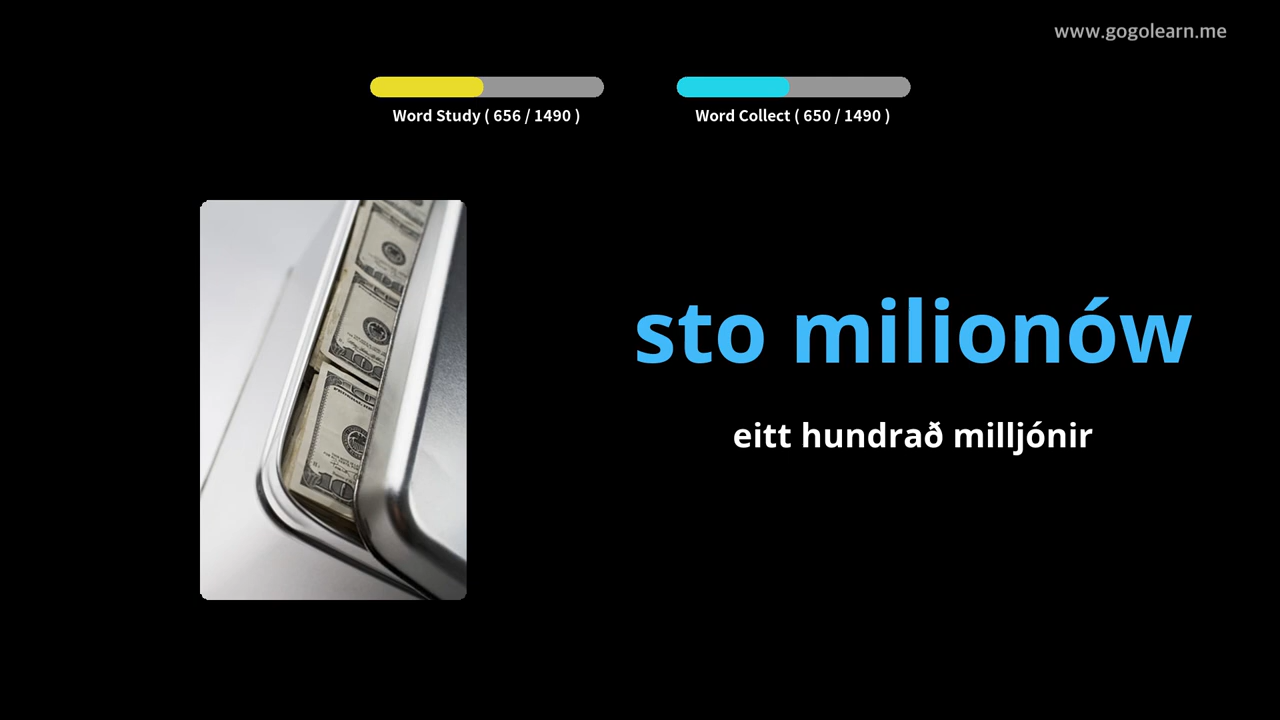 www.gogolearn.me
Word Study ( 656 / 1490 )
Word Collect ( 650 / 1490 )
sto milionów
eitt hundrað milljónir